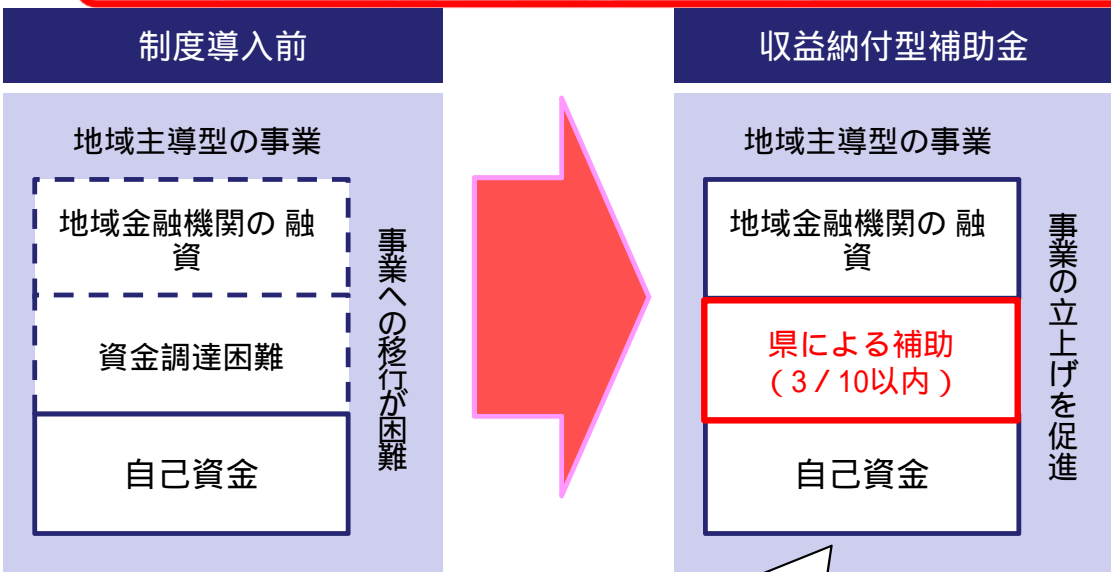 制度導入前
地域主導型の事業
地域金融機関の 融
資
資金調達困難
自己資金
事業への移行が困難
収益納付型補助金
地域主導型の事業
地域金融機関の 融
資
県による補助
(3/10以内)
自己資金
事業の立上げを促進